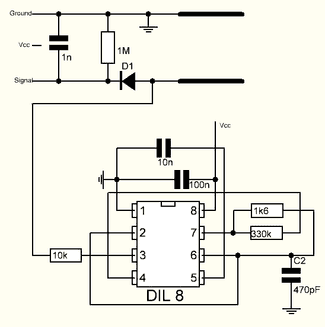 Ground
Vcc
1n
1M
D1
Signal
Vcc
10n
100n
1 8
2 7
3 6
4 5
1k6
330k
10k
C2
470pF
DIL 8